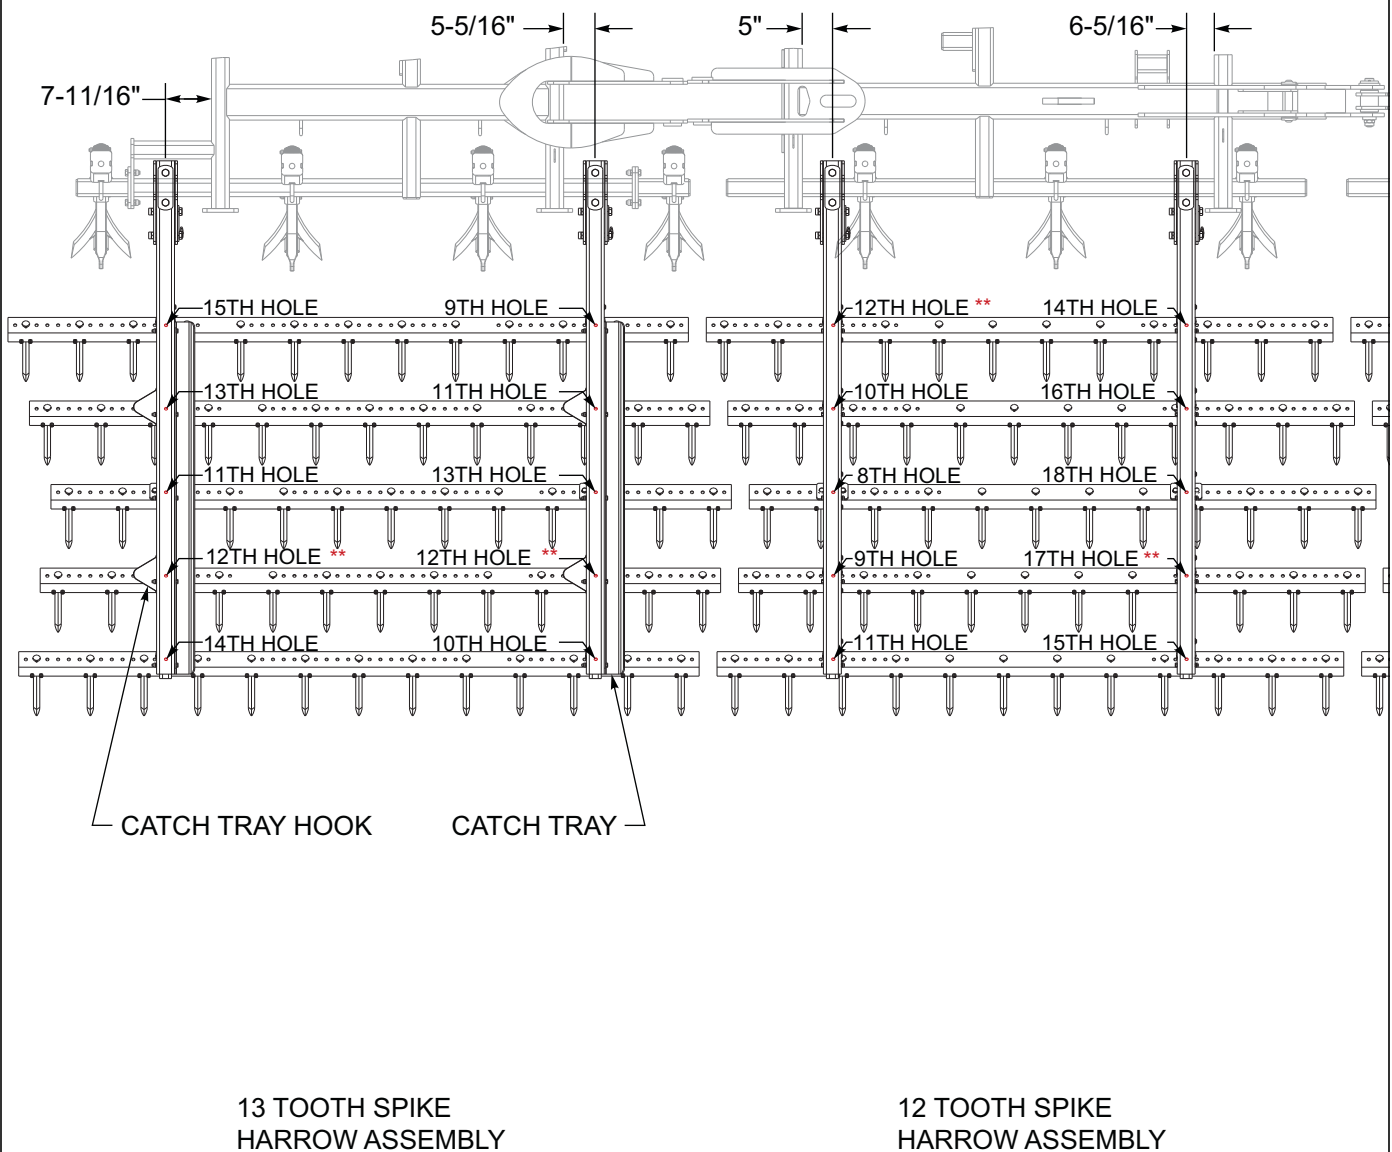 5-5/16"
5"
6-5/16"
7-11/16"
15TH HOLE
9TH HOLE
12TH HOLE **
14TH HOLE
13TH HOLE
11TH HOLE
10TH HOLE
16TH HOLE
11TH HOLE
13TH HOLE
8TH HOLE
18TH HOLE
12TH HOLE **
12TH HOLE **
9TH HOLE
17TH HOLE **
14TH HOLE
10TH HOLE
11TH HOLE
15TH HOLE
CATCH TRAY HOOK
CATCH TRAY
13 TOOTH SPIKE
HARROW ASSEMBLY
12 TOOTH SPIKE
HARROW ASSEMBLY